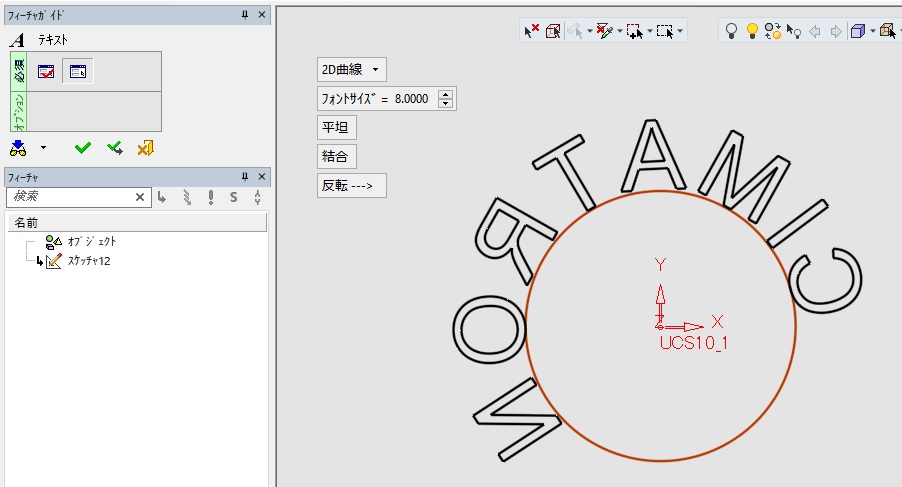 フィーチャガイド
テキスト
必須
オプション
フィーチャ
検索
S
名前
オブジェクト
スケッチャ12
2D曲線
フォントサイズ = 8.0000
平坦
結合
反転 --->
NORTAMIC
Y
Z
X
UCS10_1